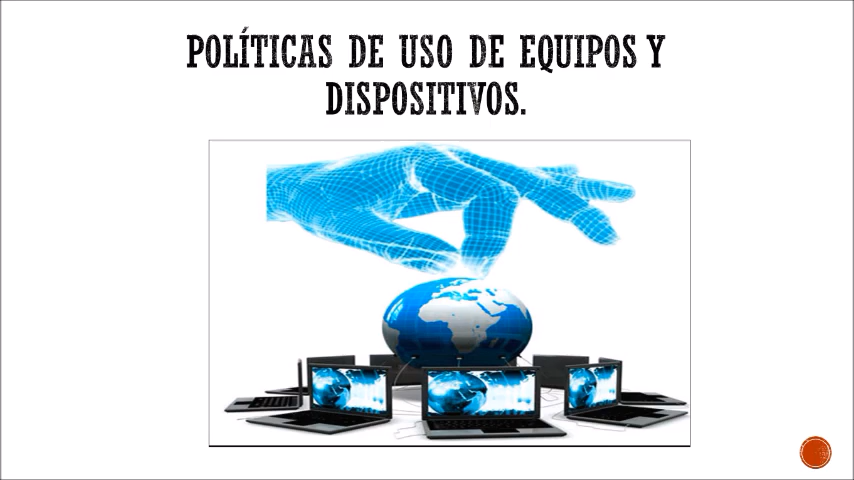 POLÍTICAS DE USO DE EQUIPOS Y
DISPOSITIVOS.